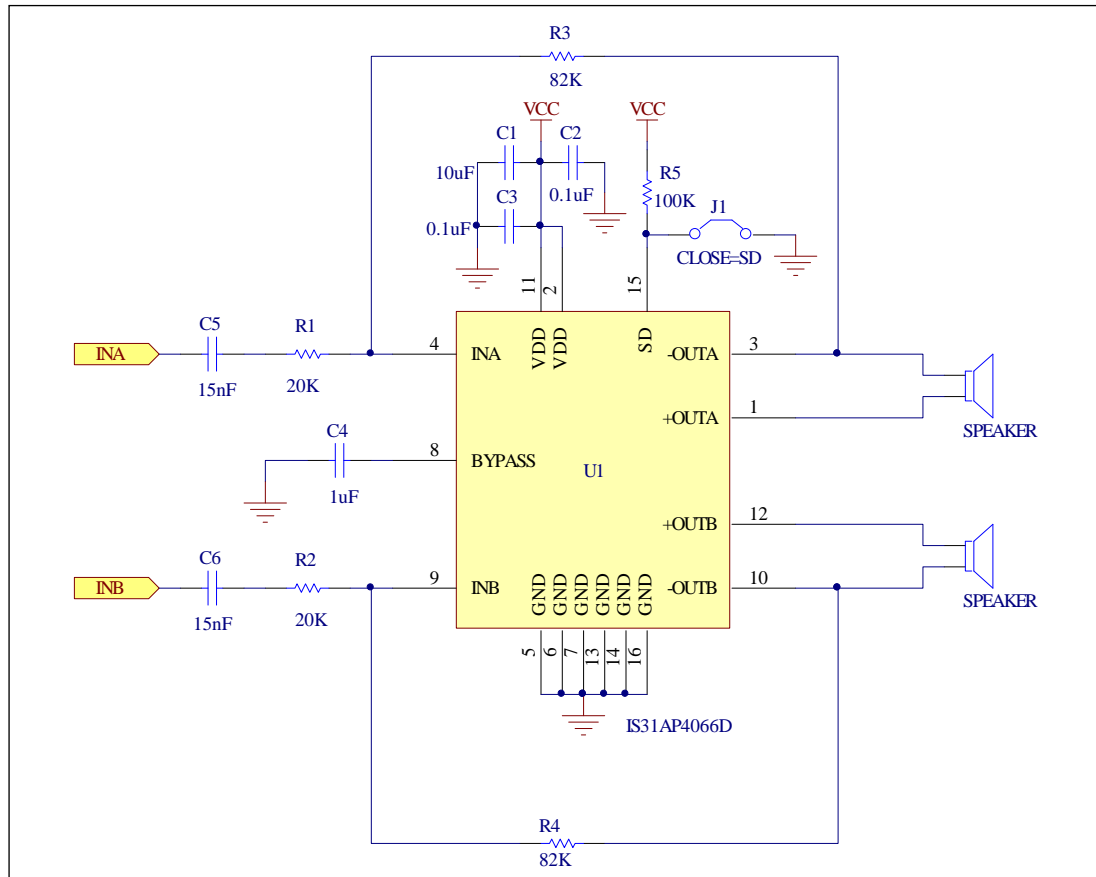 R3
82K
VCC
VCC
C1
C2
10uF
R5
C3
0.1uF
100K
J1
0.1uF
CLOSE=SD
11
2
15
C5
R1
INA
4
INA
VDD
VDD
SD
-OUTA
3
15nF
20K
+OUTA
1
SPEAKER
C4
8
BYPASS
U1
1uF
+OUTB
12
C6
R2
INB
9
INB
GND
GND
GND
GND
GND
GND
-OUTB
10
SPEAKER
15nF
20K
5
6
7
13
14
16
IS31AP4066D
R4
82K